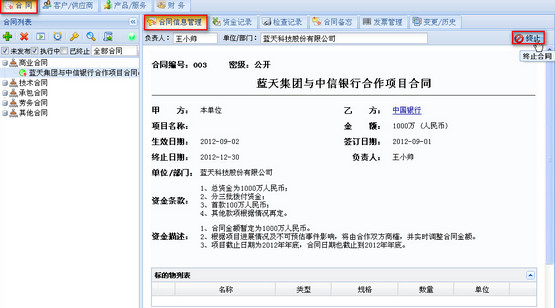 合同 客户/供应商 产品/服务 财务
合同列表
合同信息管理 资金记录 检查记录 合同备忘 发票管理 变更/历史
负责人： 王小帅 单位/部门： 蓝天科技股份有限公司 终止
终止合同
未发布 执行中 已终止 全部合同
商业合同
蓝天集团与中信银行合作项目合同
技术合同
承包合同
劳务合同
其他合同
合同编号：003 密级：公开
蓝天集团与中信银行合作项目合同
甲 方： 本单位 乙 方： 中国银行
项目名称： 金 额： 1000万（人民币）
生效日期： 2012-09-02 签订日期： 2012-09-01
终止日期： 2012-12-30 负责人： 王小帅
单位/部门： 蓝天科技股份有限公司
资金条款：
1、总资金为1000万人民币；
2、分三批拨付资金；
3、首款100万人民币；
4、其他款项根据情况再定。
资金描述：
1、合同金额暂定为1000万人民币。
2、根据项目进展情况及不可预估事件影响，将由合作双方商榷，并实时调整合同金额。
3、项目截止日期为2012年年底，合同日期也截止到2012年年底。
标的物列表
名称 类型 规格 数量 单位